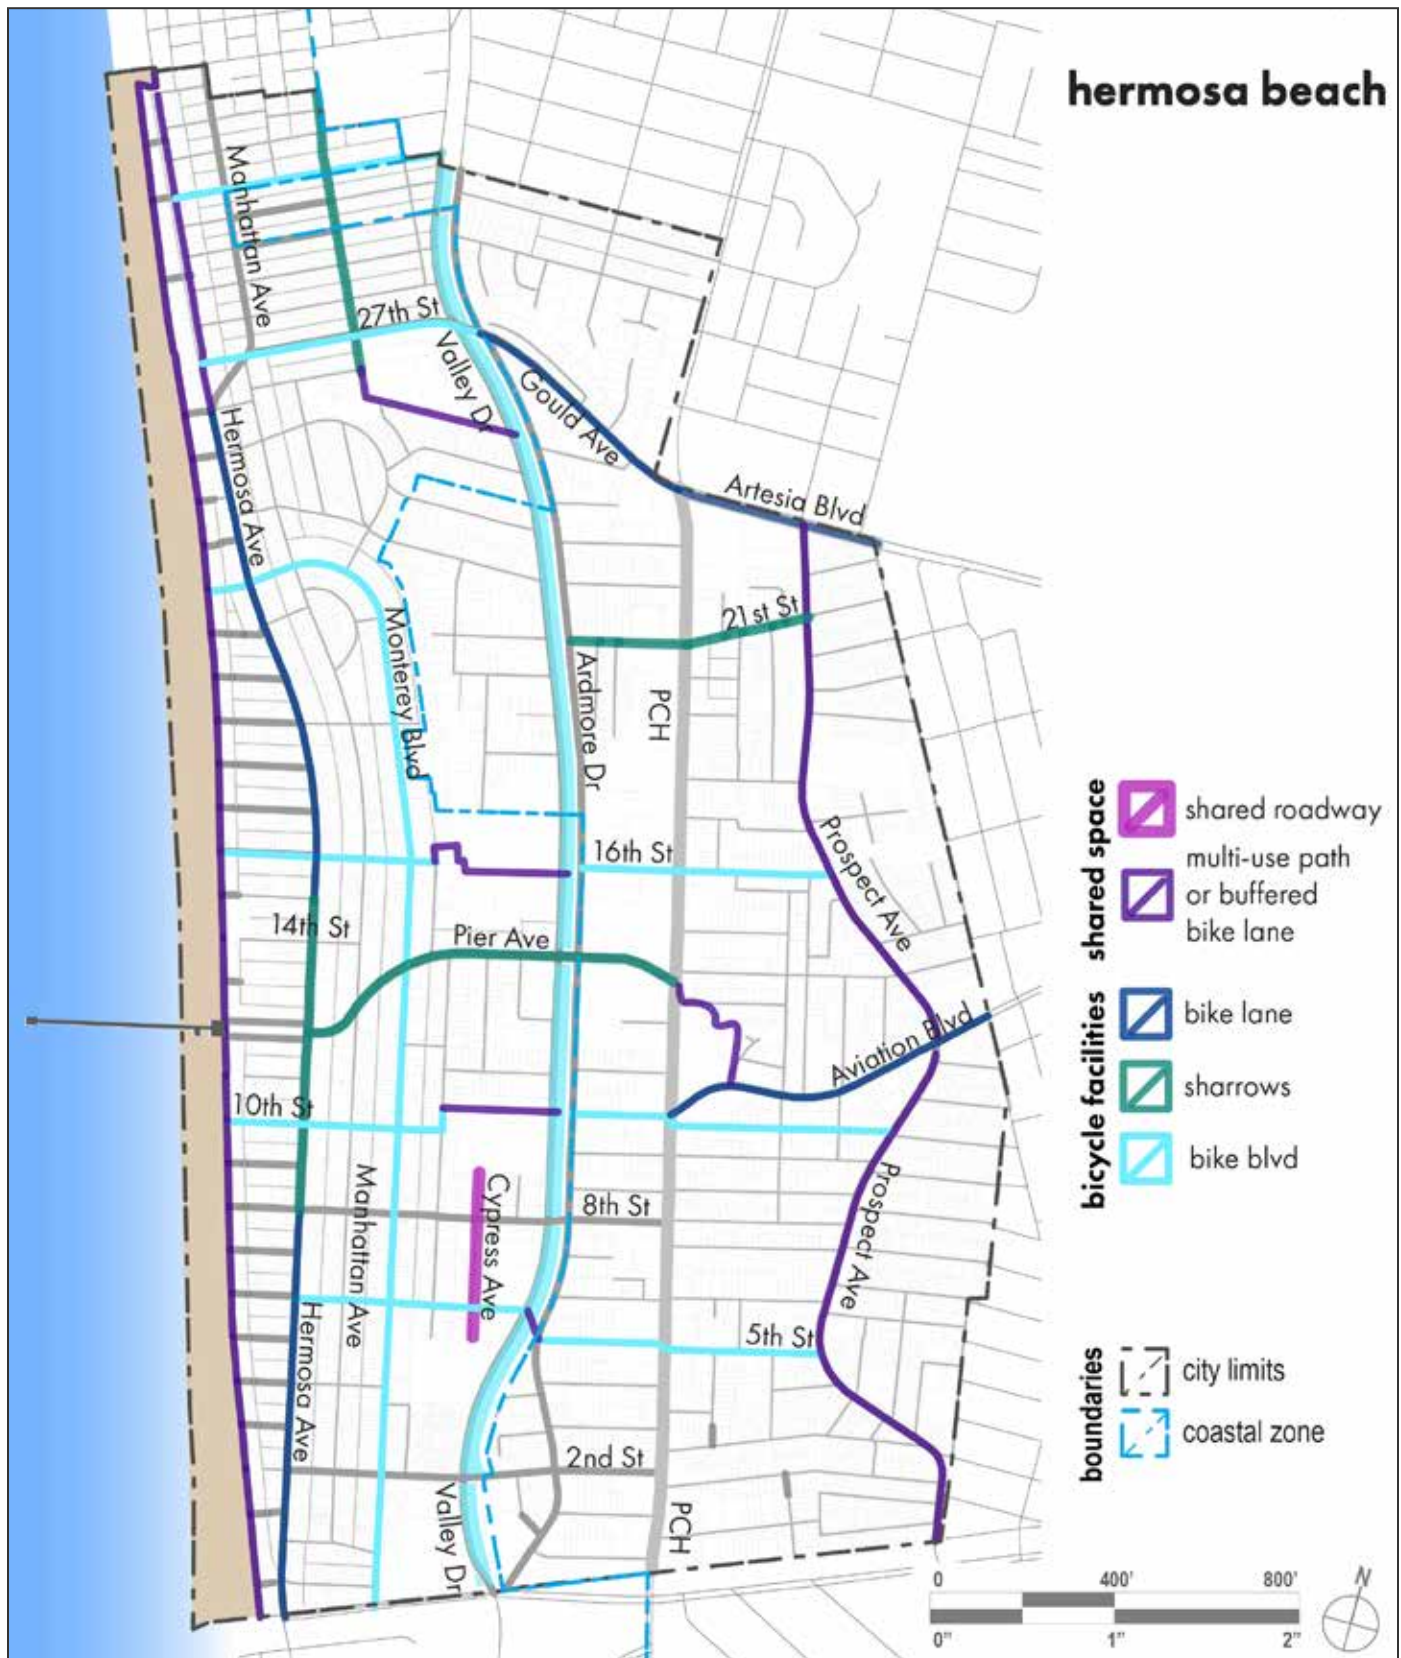 hermosa beach
Manhattan Ave
27th St
Valley Dr
Gould Ave
Hermosa Ave
Artesia Blvd
21st St
Monterey Blvd
Ardmore Dr
PCH
shared space
shared roadway
multi-use path
or buffered
bike lane
16th St
Prospect Ave
14th St
Pier Ave
bicycle facilities
bike lane
Aviation Blvd
sharrows
10th St
bike blvd
Manhattan Ave
Cypress Ave
8th St
Prospect Ave
Hermosa Ave
5th St
boundaries
city limits
coastal zone
2nd St
Valley Dr
PCH
N
0 400' 800'
0" 1" 2"